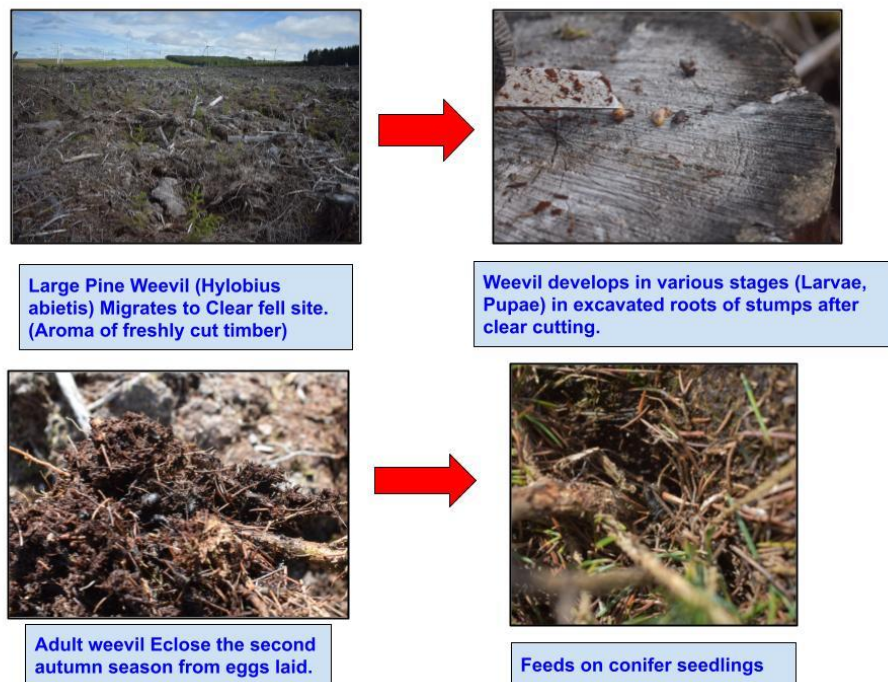 Large Pine Weevil (Hylobius
abietis) Migrates to Clear fell site.
(Aroma of freshly cut timber)
Weevil develops in various stages (Larvae,
Pupae) in excavated roots of stumps after
clear cutting.
Adult weevil Eclose the second
autumn season from eggs laid.
Feeds on conifer seedlings